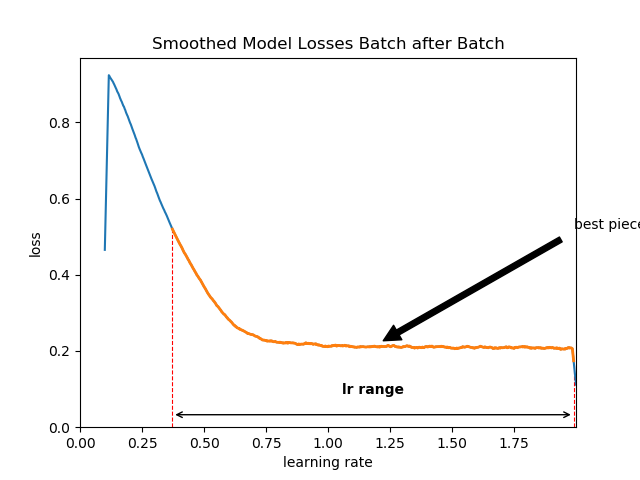 Smoothed Model Losses Batch after Batch
0.8
0.6
0.4
0.2
0.0
loss
best piece
lr range
0.00 0.25 0.50 0.75 1.00 1.25 1.50 1.75
learning rate